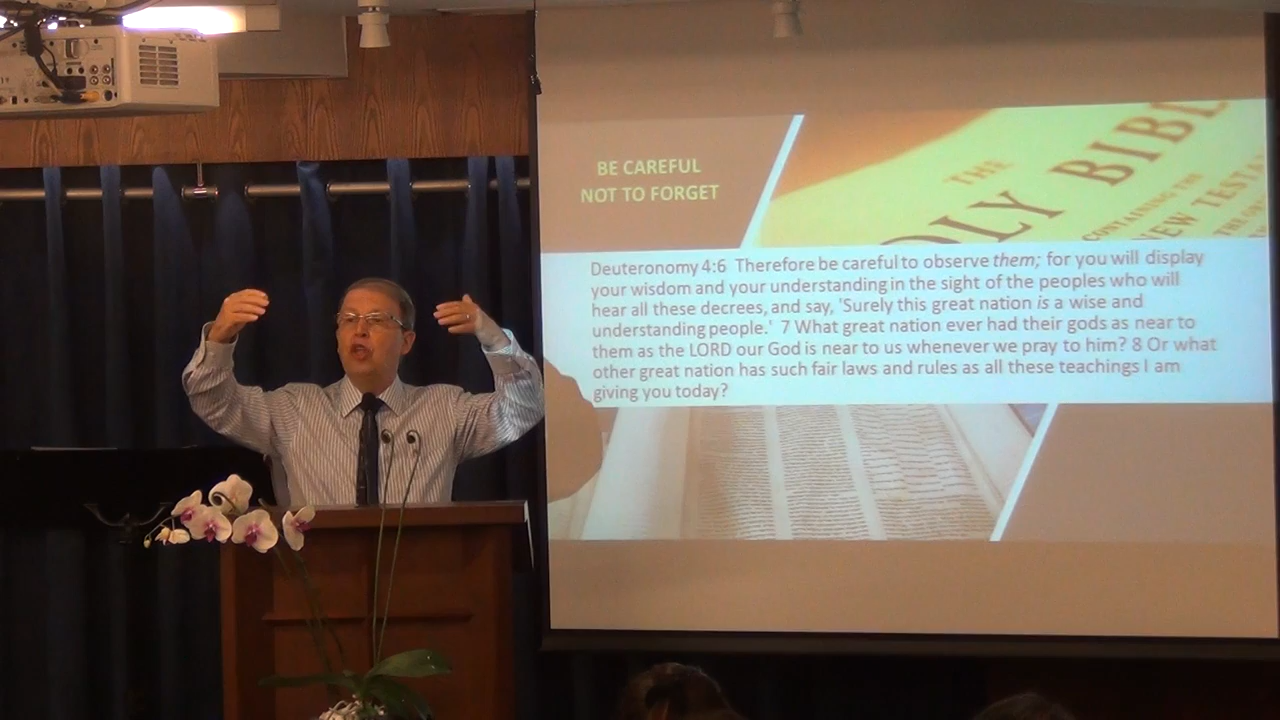 BE CAREFUL
NOT TO FORGET
THE
OLY BIBL
CONTAINING THE
NEW TESTA
Deuteronomy 4:6 Therefore be careful to observe them; for you will display
your wisdom and your understanding in the sight of the peoples who will
hear all these decrees, and say, 'Surely this great nation is a wise and
understanding people.' 7 What great nation ever had their gods as near to
them as the LORD our God is near to us whenever we pray to him? 8 Or what
other great nation has such fair laws and rules as all these teachings I am
giving you today?